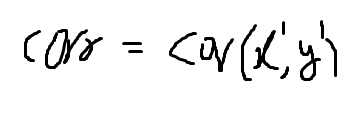 corr = cov(x', y')